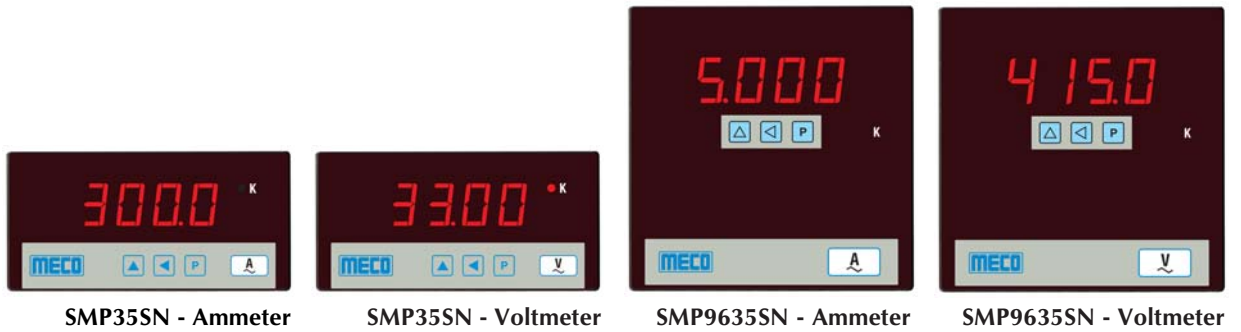 300.0
K
MECO
P
A
SMP35SN - Ammeter
33.00
K
MECO
P
V
SMP35SN - Voltmeter
5.000
P
K
MECO
A
SMP9635SN - Ammeter
415.0
P
K
MECO
V
SMP9635SN - Voltmeter